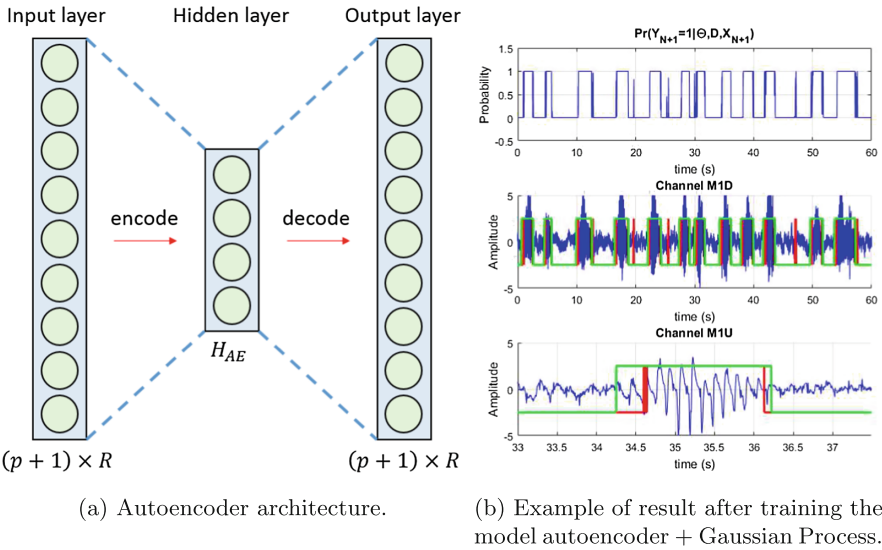 Input layer
Hidden layer
Output layer
encode
decode
H_AE
(p + 1) × R
(p + 1) × R
(a) Autoencoder architecture.
Pr(Y_{N+1}=1|Θ,D,X_{N+1})
Probability
1.5
1
0.5
0
-0.5
0 10 20 30 40 50 60
time (s)
Channel M1D
Amplitude
5
0
-5
0 10 20 30 40 50 60
time (s)
Channel M1U
Amplitude
5
0
-5
33 33.5 34 34.5 35 35.5 36 36.5 37
time (s)
(b) Example of result after training the
model autoencoder + Gaussian Process.